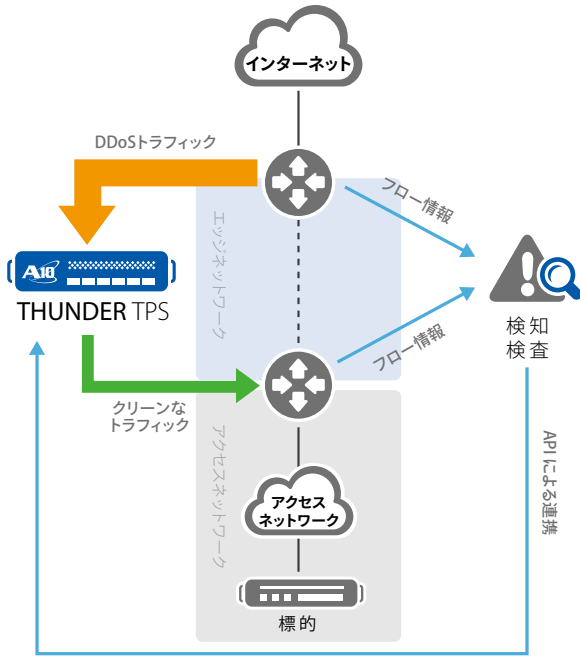 インターネット
DDoSトラフィック
フロー情報
エッジネットワーク
A10
THUNDER TPS
検知
検査
フロー情報
クリーンな
トラフィック
アクセスネットワーク
APIによる連携
アクセス
ネットワーク
標的